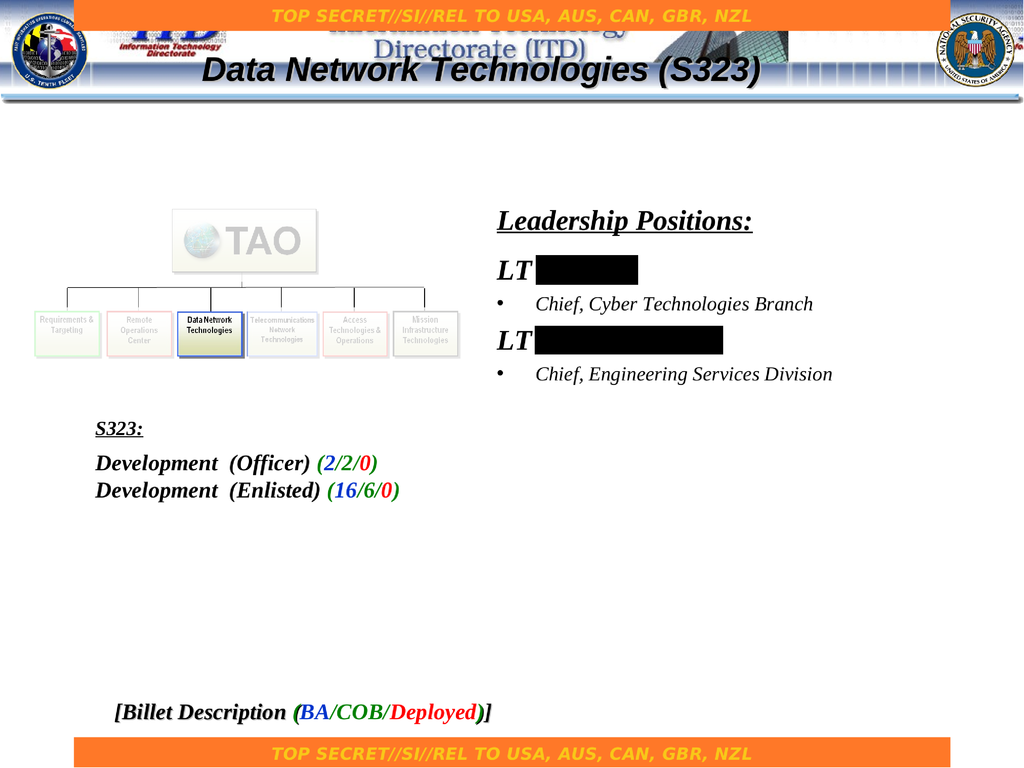 TOP SECRET//SI//REL TO USA, AUS, CAN, GBR, NZL
Information Technology
Directorate
Directorate (ITD)
Data Network Technologies (S323)
TAO
Requirements &
Targeting
Remote
Operations
Center
Data Network
Technologies
Telecommunications
Network
Technologies
Access
Technologies &
Operations
Mission
Infrastructure
Technologies
Leadership Positions:
LT
• Chief, Cyber Technologies Branch
LT
• Chief, Engineering Services Division
S323:
Development (Officer) (2/2/0)
Development (Enlisted) (16/6/0)
[Billet Description (BA/COB/Deployed)]
TOP SECRET//SI//REL TO USA, AUS, CAN, GBR, NZL